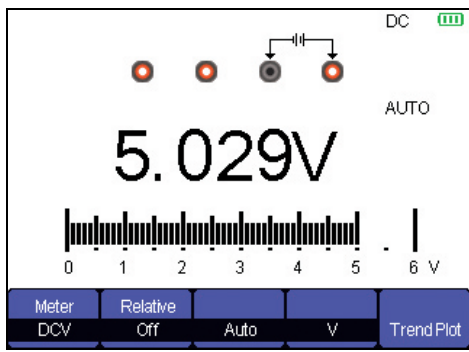 DC
AUTO
5.029V
0 1 2 3 4 5 6 V
Meter Relative
DCV Off Auto V Trend Plot